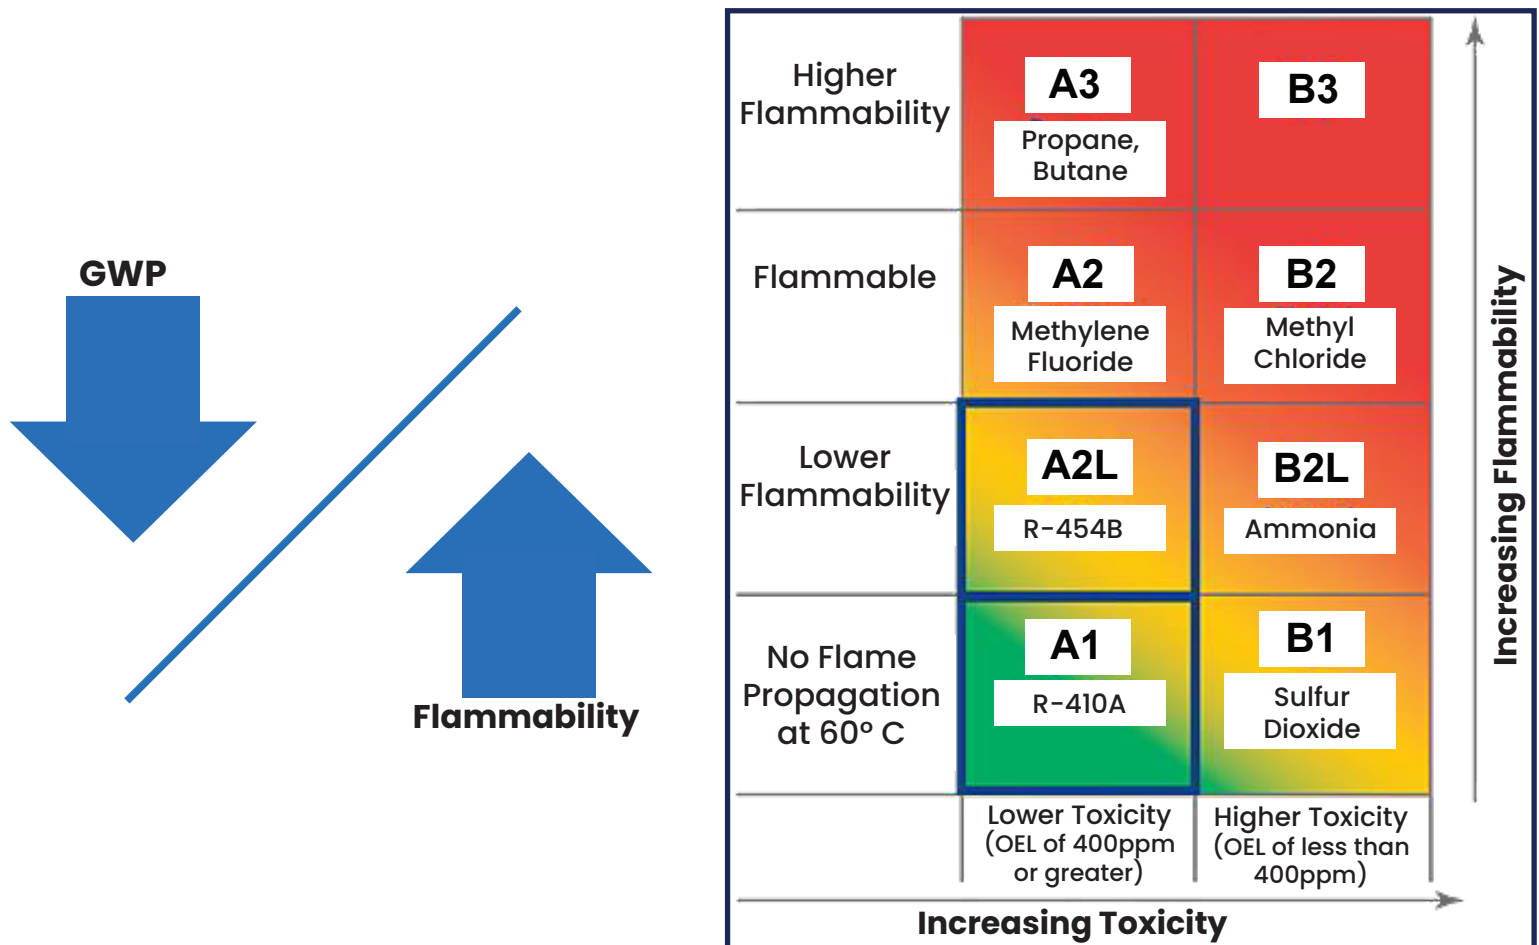 GWP
Flammability
Higher
Flammability
A3
Propane,
Butane
B3
Flammable
A2
Methylene
Fluoride
B2
Methyl
Chloride
Lower
Flammability
A2L
R-454B
B2L
Ammonia
No Flame
Propagation
at 60° C
A1
R-410A
B1
Sulfur
Dioxide
Lower Toxicity
(OEL of 400ppm
or greater)
Higher Toxicity
(OEL of less than
400ppm)
Increasing Toxicity
Increasing Flammability